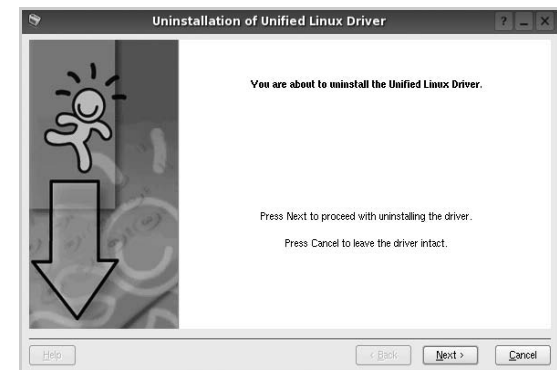 Uninstallation of Unified Linux Driver
? _ X
You are about to uninstall the Unified Linux Driver.
Press Next to proceed with uninstalling the driver.
Press Cancel to leave the driver intact.
Help
< Back
Next >
Cancel